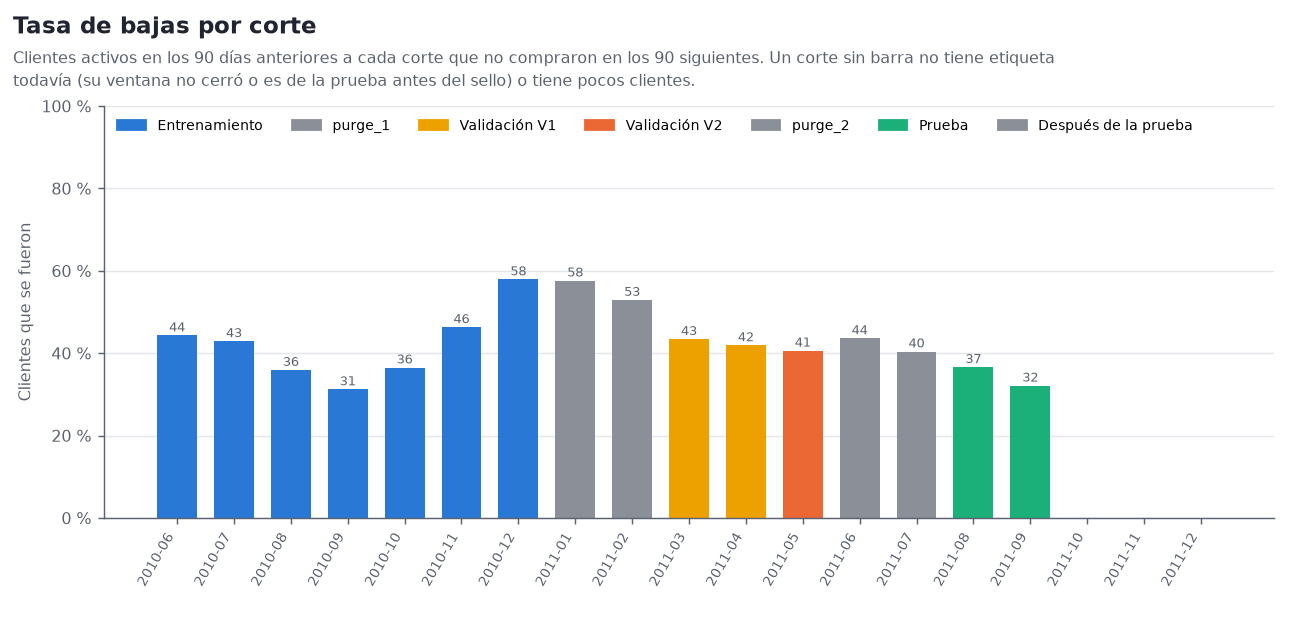 Tasa de bajas por corte
Clientes activos en los 90 días anteriores a cada corte que no compraron en los 90 siguientes. Un corte sin barra no tiene etiqueta
todavía (su ventana no cerró o es de la prueba antes del sello) o tiene pocos clientes.
Entrenamiento purge_1 Validación V1 Validación V2 purge_2 Prueba Después de la prueba
Clientes que se fueron
100 %
80 %
60 %
40 %
20 %
0 %
44 43 36 31 36 46 58 58 53 43 42 41 44 40 37 32
2010-06 2010-07 2010-08 2010-09 2010-10 2010-11 2010-12 2011-01 2011-02 2011-03 2011-04 2011-05 2011-06 2011-07 2011-08 2011-09 2011-10 2011-11 2011-12